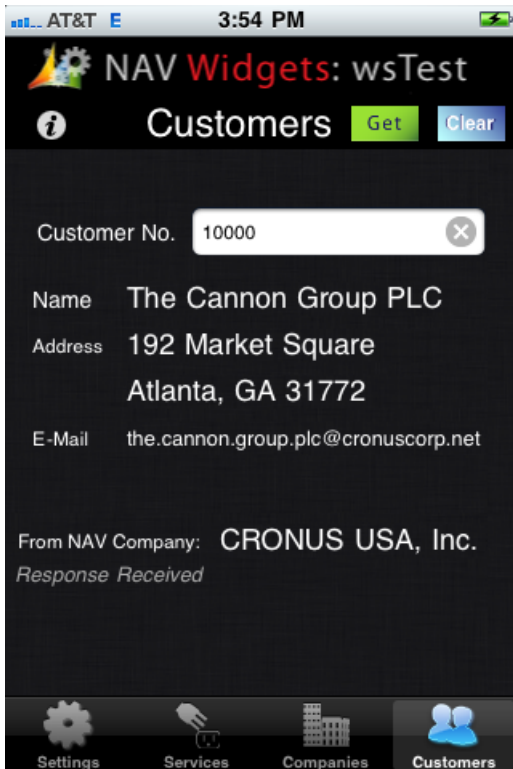 AT&T E 3:54 PM
NAV Widgets: wsTest
i Customers Get Clear
Customer No. 10000
Name The Cannon Group PLC
Address 192 Market Square
Atlanta, GA 31772
E-Mail the.cannon.group.plc@cronuscorp.net
From NAV Company: CRONUS USA, Inc.
Response Received
Settings Services Companies Customers